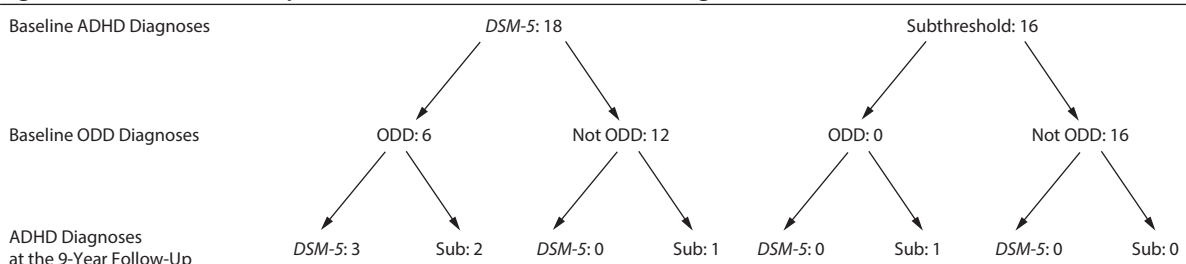 Baseline ADHD Diagnoses DSM-5: 18 Subthreshold: 16
Baseline ODD Diagnoses ODD: 6 Not ODD: 12 ODD: 0 Not ODD: 16
ADHD Diagnoses
at the 9-Year Follow-Up DSM-5: 3 Sub: 2 DSM-5: 0 Sub: 1 DSM-5: 0 Sub: 1 DSM-5: 0 Sub: 0